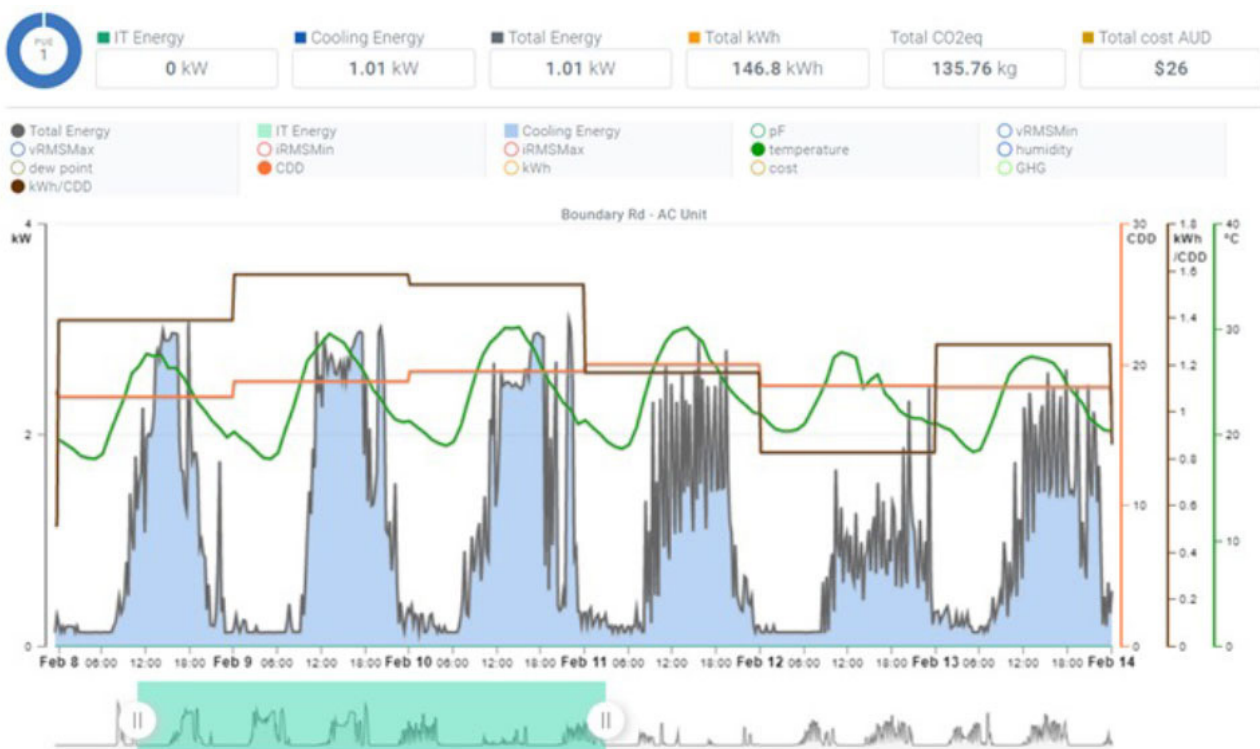 PUE
1
IT Energy
0 kW
Cooling Energy
1.01 kW
Total Energy
1.01 kW
Total kWh
146.8 kWh
Total CO2eq
135.76 kg
Total cost AUD
$26
Total Energy IT Energy Cooling Energy pF vRMSMin
vRMSMax iRMSMin iRMSMax temperature humidity
dew point CDD kWh cost GHG
kWh/CDD
Boundary Rd - AC Unit
4
kW
2
0
30
CDD
20
10
0
1.8
kWh
/CDD
1.6
1.4
1.2
1
0.8
0.6
0.4
0.2
0
40
°C
30
20
10
0
Feb 8 06:00 12:00 18:00 Feb 9 06:00 12:00 18:00 Feb 10 06:00 12:00 18:00 Feb 11 06:00 12:00 18:00 Feb 12 06:00 12:00 18:00 Feb 13 06:00 12:00 18:00 Feb 14